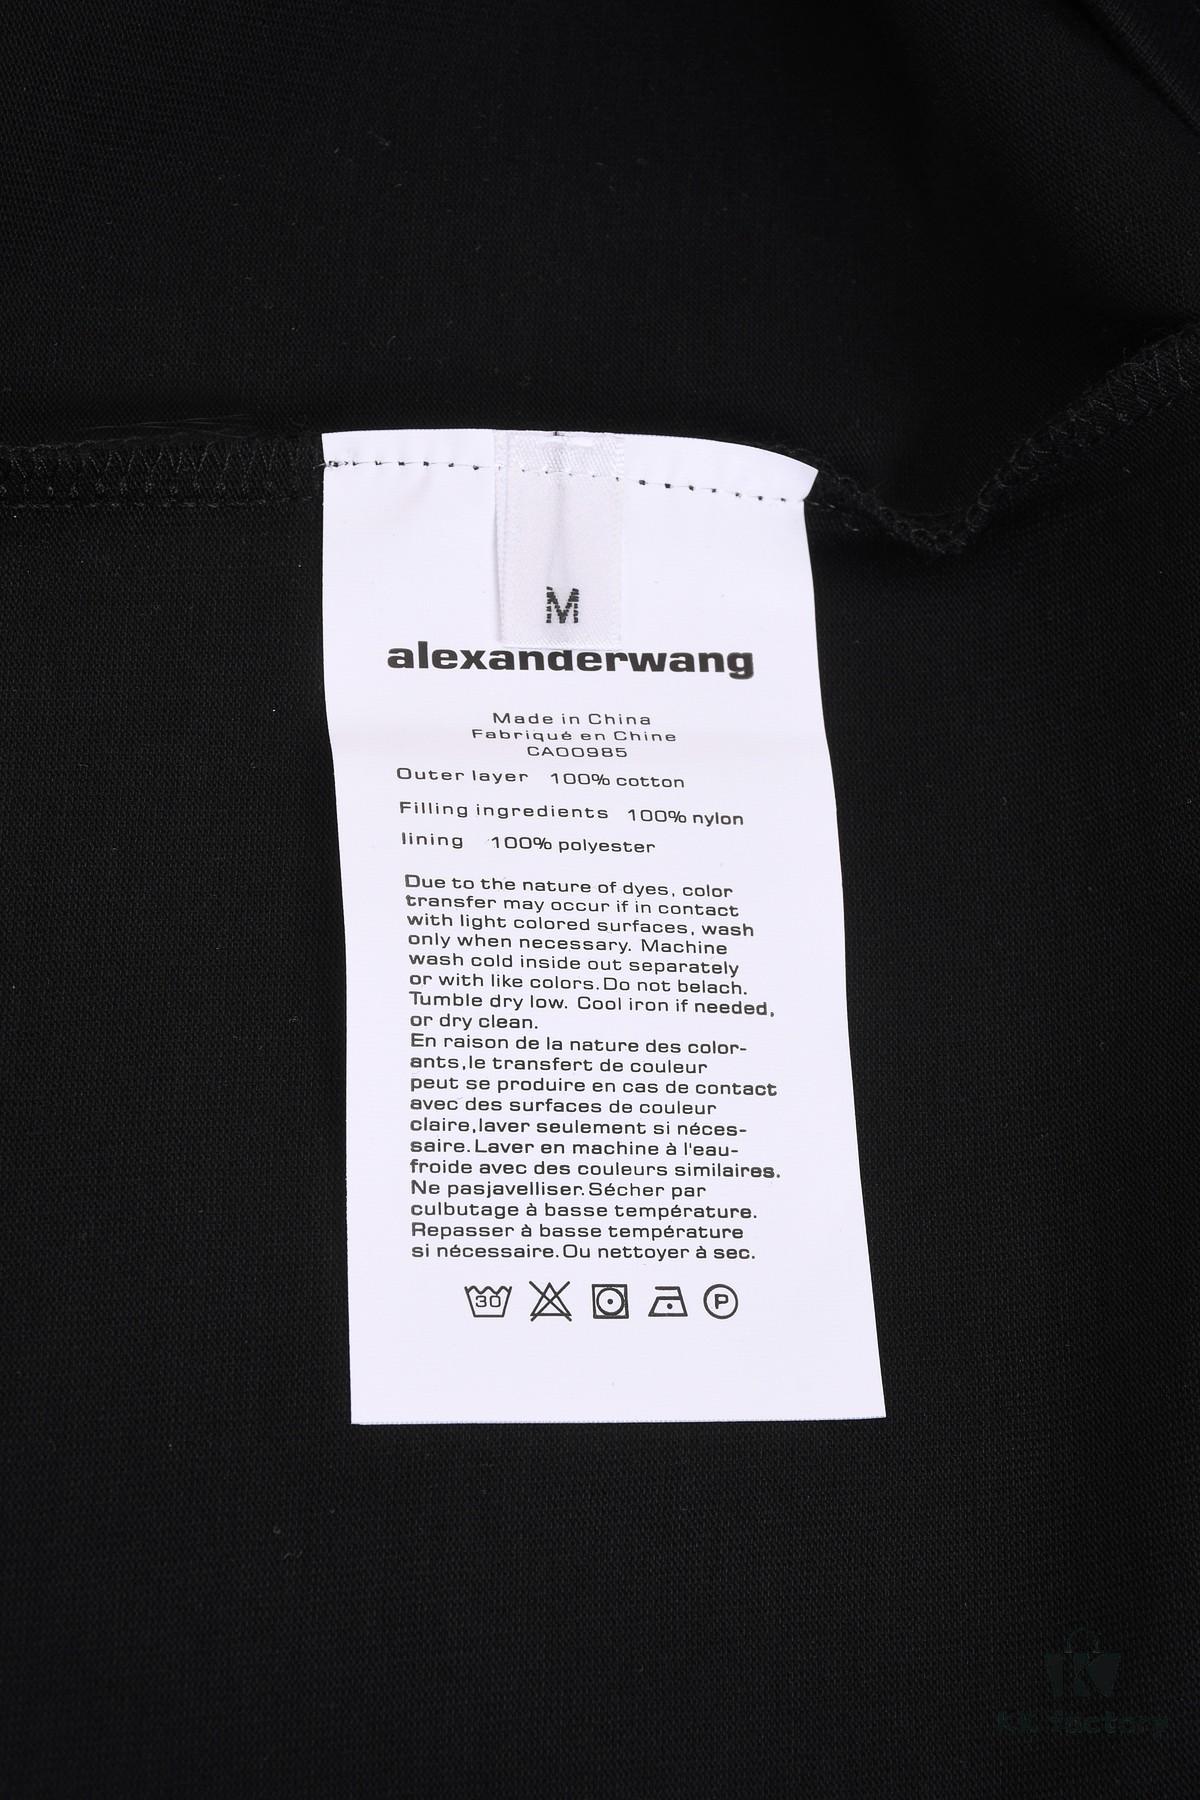 M
alexanderwang
Made in China
Fabriqué en Chine
CA00985
Outer layer 100% cotton
Filling ingredients 100% nylon
lining 100% polyester
Due to the nature of dyes, color
transfer may occur if in contact
with light colored surfaces, wash
only when necessary. Machine
wash cold inside out separately
or with like colors.Do not belach.
Tumble dry low. Cool iron if needed,
or dry clean.
En raison de la nature des color-
ants,le transfert de couleur
peut se produire en cas de contact
avec des surfaces de couleur
claire,laver seulement si néces-
saire.Laver en machine à l'eau-
froide avec des couleurs similaires.
Ne pasjavelliser.Sécher par
culbutage à basse température.
Repasser à basse température
si nécessaire.Ou nettoyer à sec.
30 P
KK factory